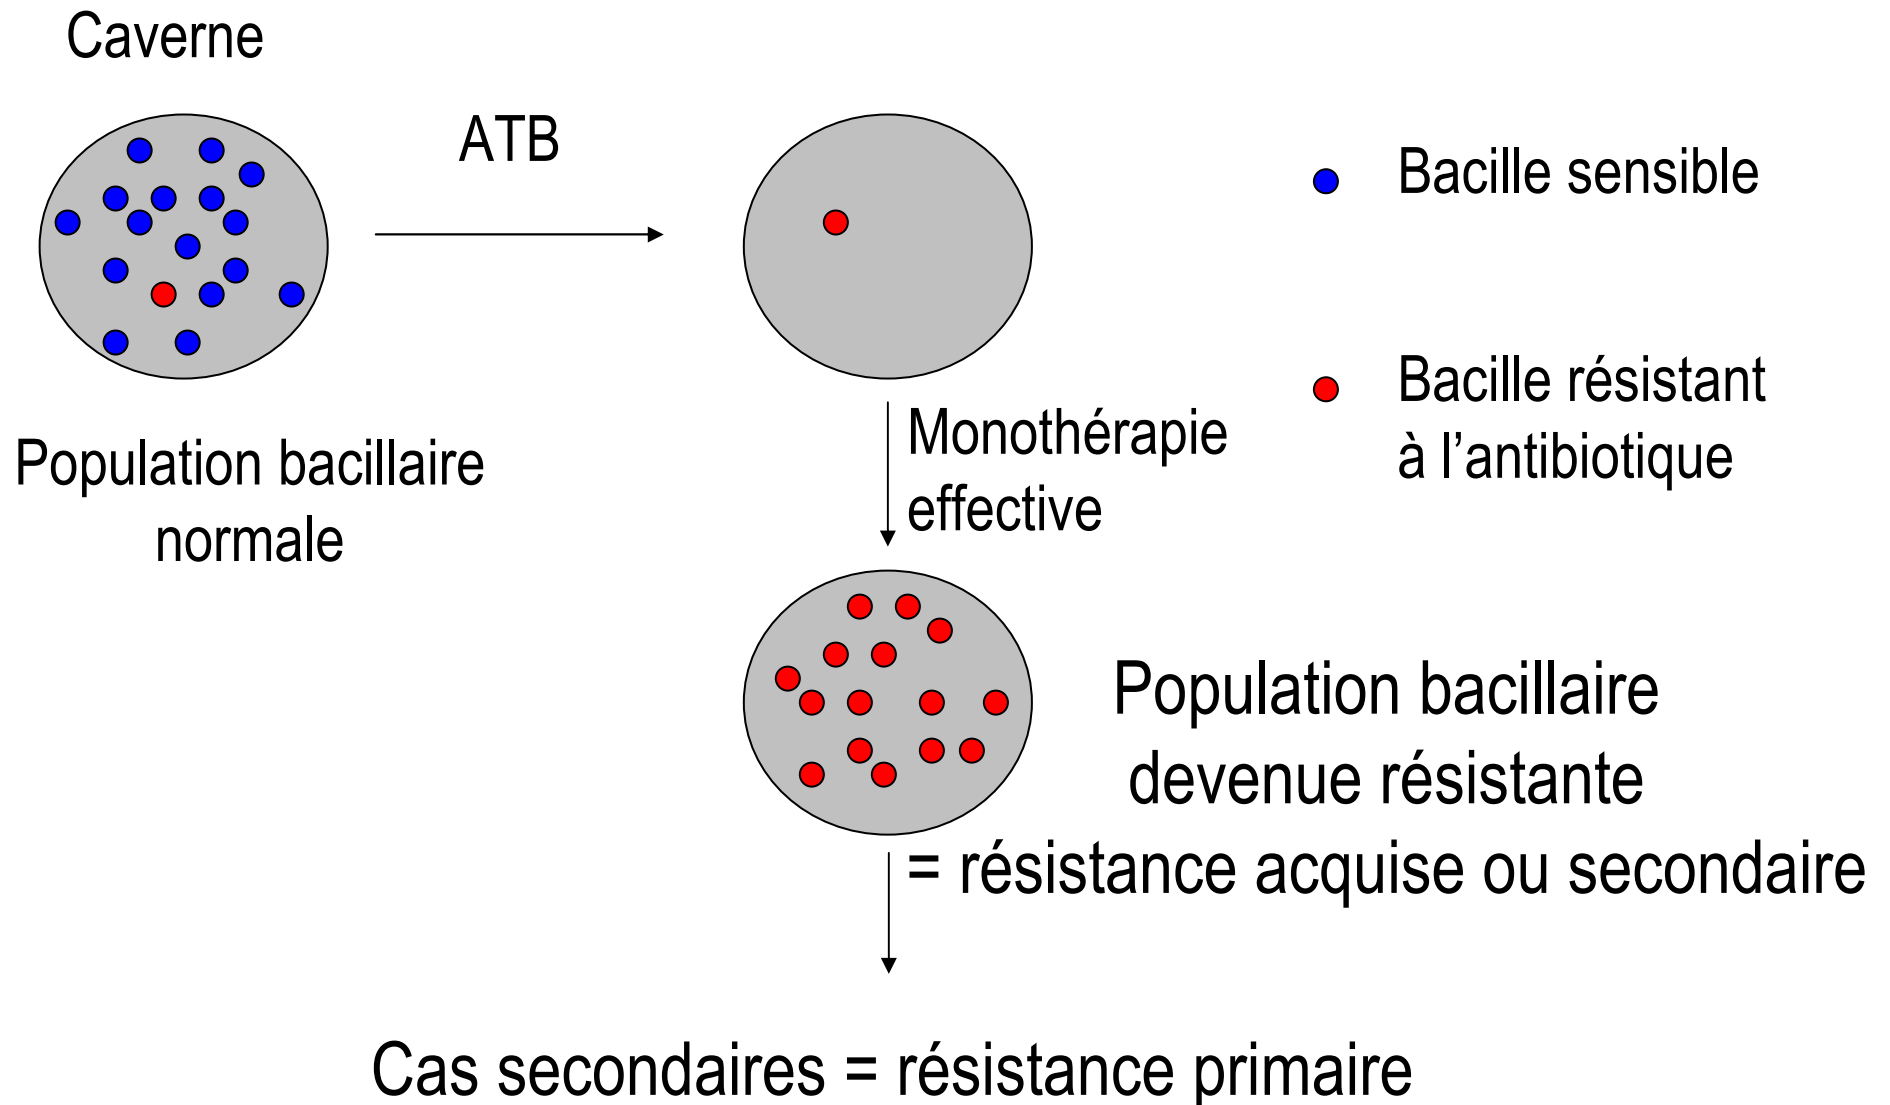 Caverne
ATB
Bacille sensible
Bacille résistant
à l’antibiotique
Population bacillaire
normale
Monothérapie
effective
Population bacillaire
devenue résistante
= résistance acquise ou secondaire
Cas secondaires = résistance primaire